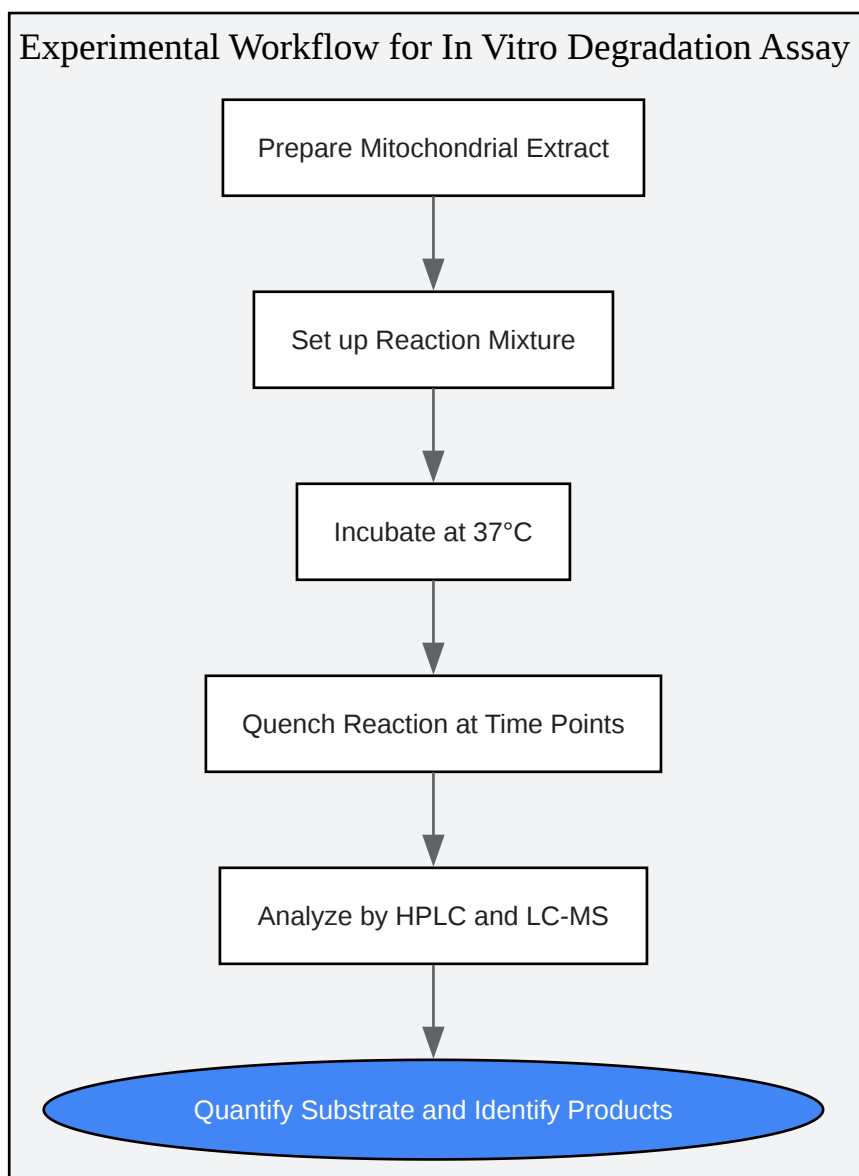 Experimental Workflow for In Vitro Degradation Assay
Prepare Mitochondrial Extract
Set up Reaction Mixture
Incubate at 37°C
Quench Reaction at Time Points
Analyze by HPLC and LC-MS
Quantify Substrate and Identify Products